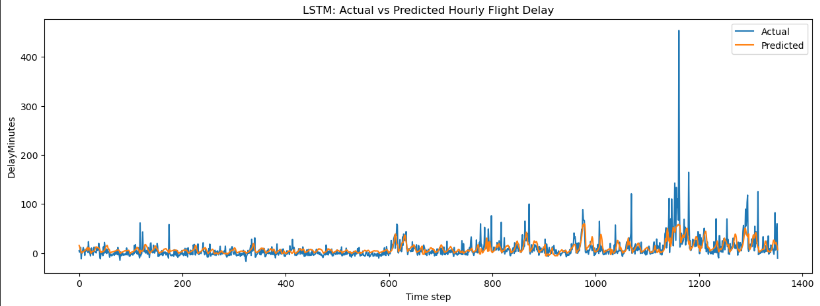 LSTM: Actual vs Predicted Hourly Flight Delay
Actual
Predicted
DelayMinutes
400
300
200
100
0
0 200 400 600 800 1000 1200 1400
Time step